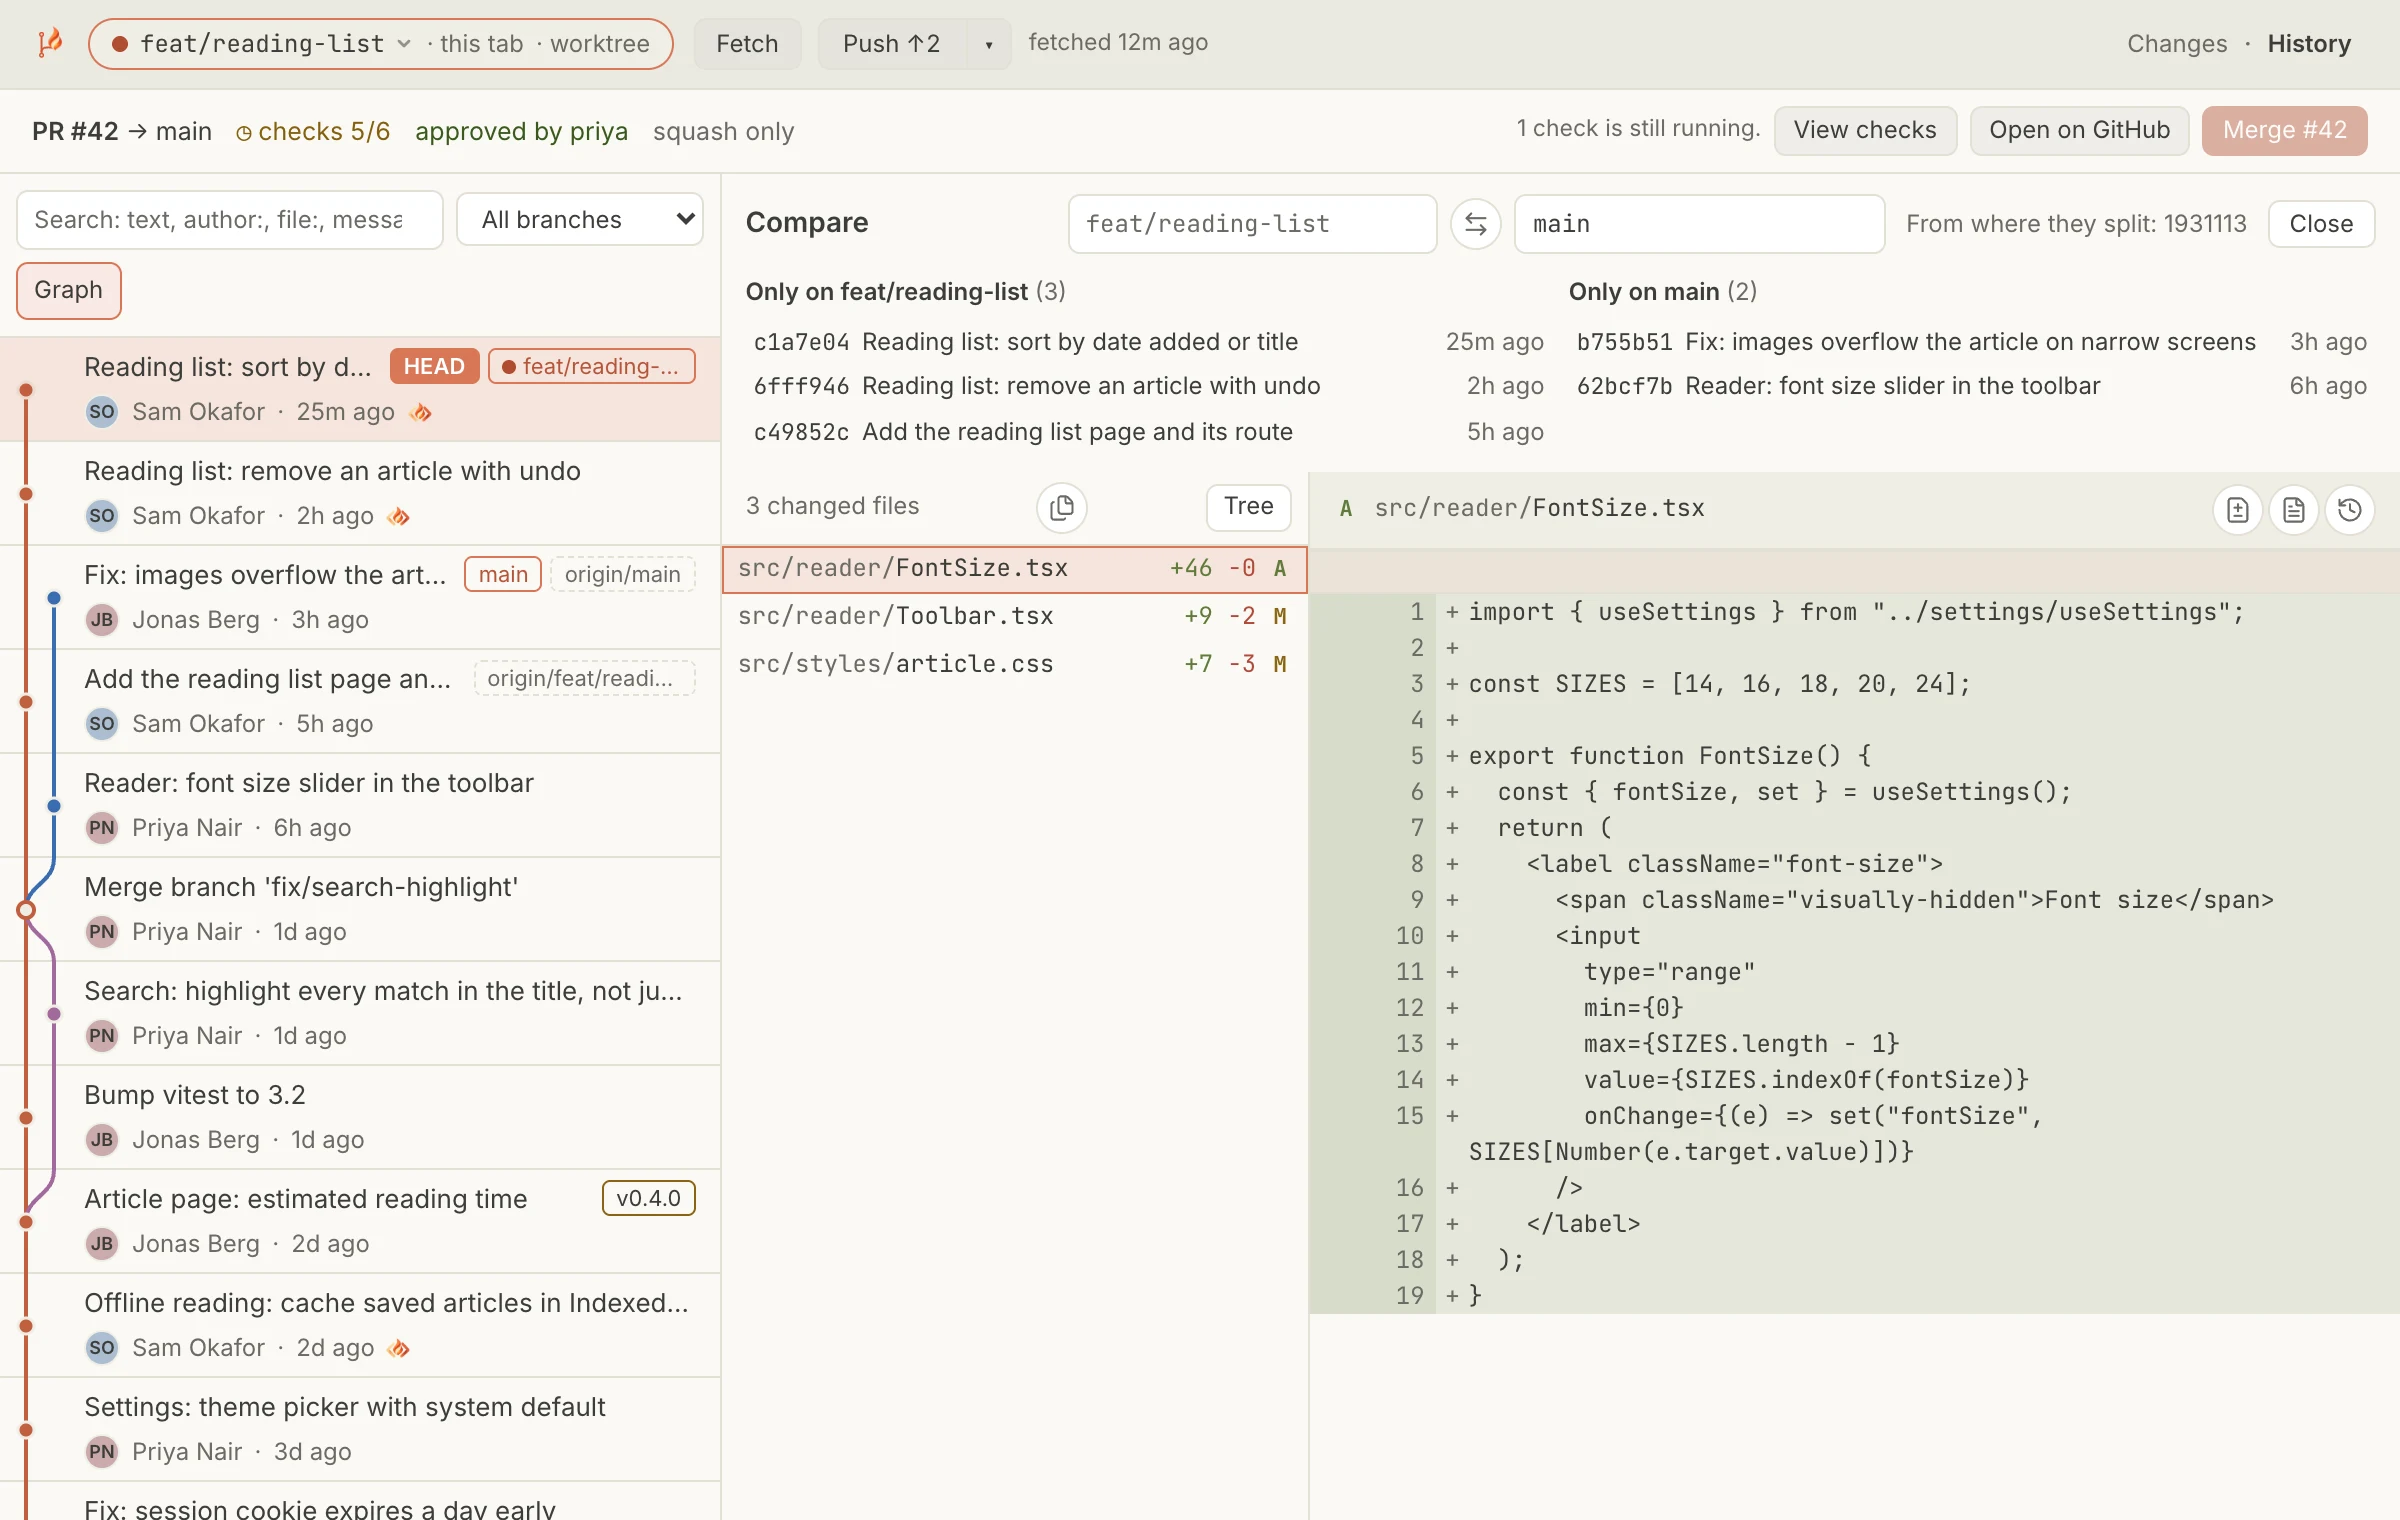 feat/reading-list · this tab · worktree Fetch Push ↑2 ▾ fetched 12m ago Changes · History
PR #42 → main checks 5/6 approved by priya squash only 1 check is still running. View checks Open on GitHub Merge #42
Search: text, author:, file:, messa All branches
Graph
Reading list: sort by d... HEAD feat/reading-...
SO Sam Okafor · 25m ago
Reading list: remove an article with undo
SO Sam Okafor · 2h ago
Fix: images overflow the art... main origin/main
JB Jonas Berg · 3h ago
Add the reading list page an... origin/feat/readi...
SO Sam Okafor · 5h ago
Reader: font size slider in the toolbar
PN Priya Nair · 6h ago
Merge branch 'fix/search-highlight'
PN Priya Nair · 1d ago
Search: highlight every match in the title, not ju...
PN Priya Nair · 1d ago
Bump vitest to 3.2
JB Jonas Berg · 1d ago
Article page: estimated reading time v0.4.0
JB Jonas Berg · 2d ago
Offline reading: cache saved articles in Indexed...
SO Sam Okafor · 2d ago
Settings: theme picker with system default
PN Priya Nair · 3d ago
Fix: session cookie expires a day early
Compare feat/reading-list main From where they split: 1931113 Close
Only on feat/reading-list (3)
c1a7e04 Reading list: sort by date added or title 25m ago
6fff946 Reading list: remove an article with undo 2h ago
c49852c Add the reading list page and its route 5h ago
Only on main (2)
b755b51 Fix: images overflow the article on narrow screens 3h ago
62bcf7b Reader: font size slider in the toolbar 6h ago
3 changed files Tree
src/reader/FontSize.tsx +46 -0 A
src/reader/Toolbar.tsx +9 -2 M
src/styles/article.css +7 -3 M
A src/reader/FontSize.tsx
1 + import { useSettings } from "../settings/useSettings";
2 +
3 + const SIZES = [14, 16, 18, 20, 24];
4 +
5 + export function FontSize() {
6 + const { fontSize, set } = useSettings();
7 + return (
8 + <label className="font-size">
9 + <span className="visually-hidden">Font size</span>
10 + <input
11 + type="range"
12 + min={0}
13 + max={SIZES.length - 1}
14 + value={SIZES.indexOf(fontSize)}
15 + onChange={(e) => set("fontSize",
SIZES[Number(e.target.value)])}
16 + />
17 + </label>
18 + );
19 + }